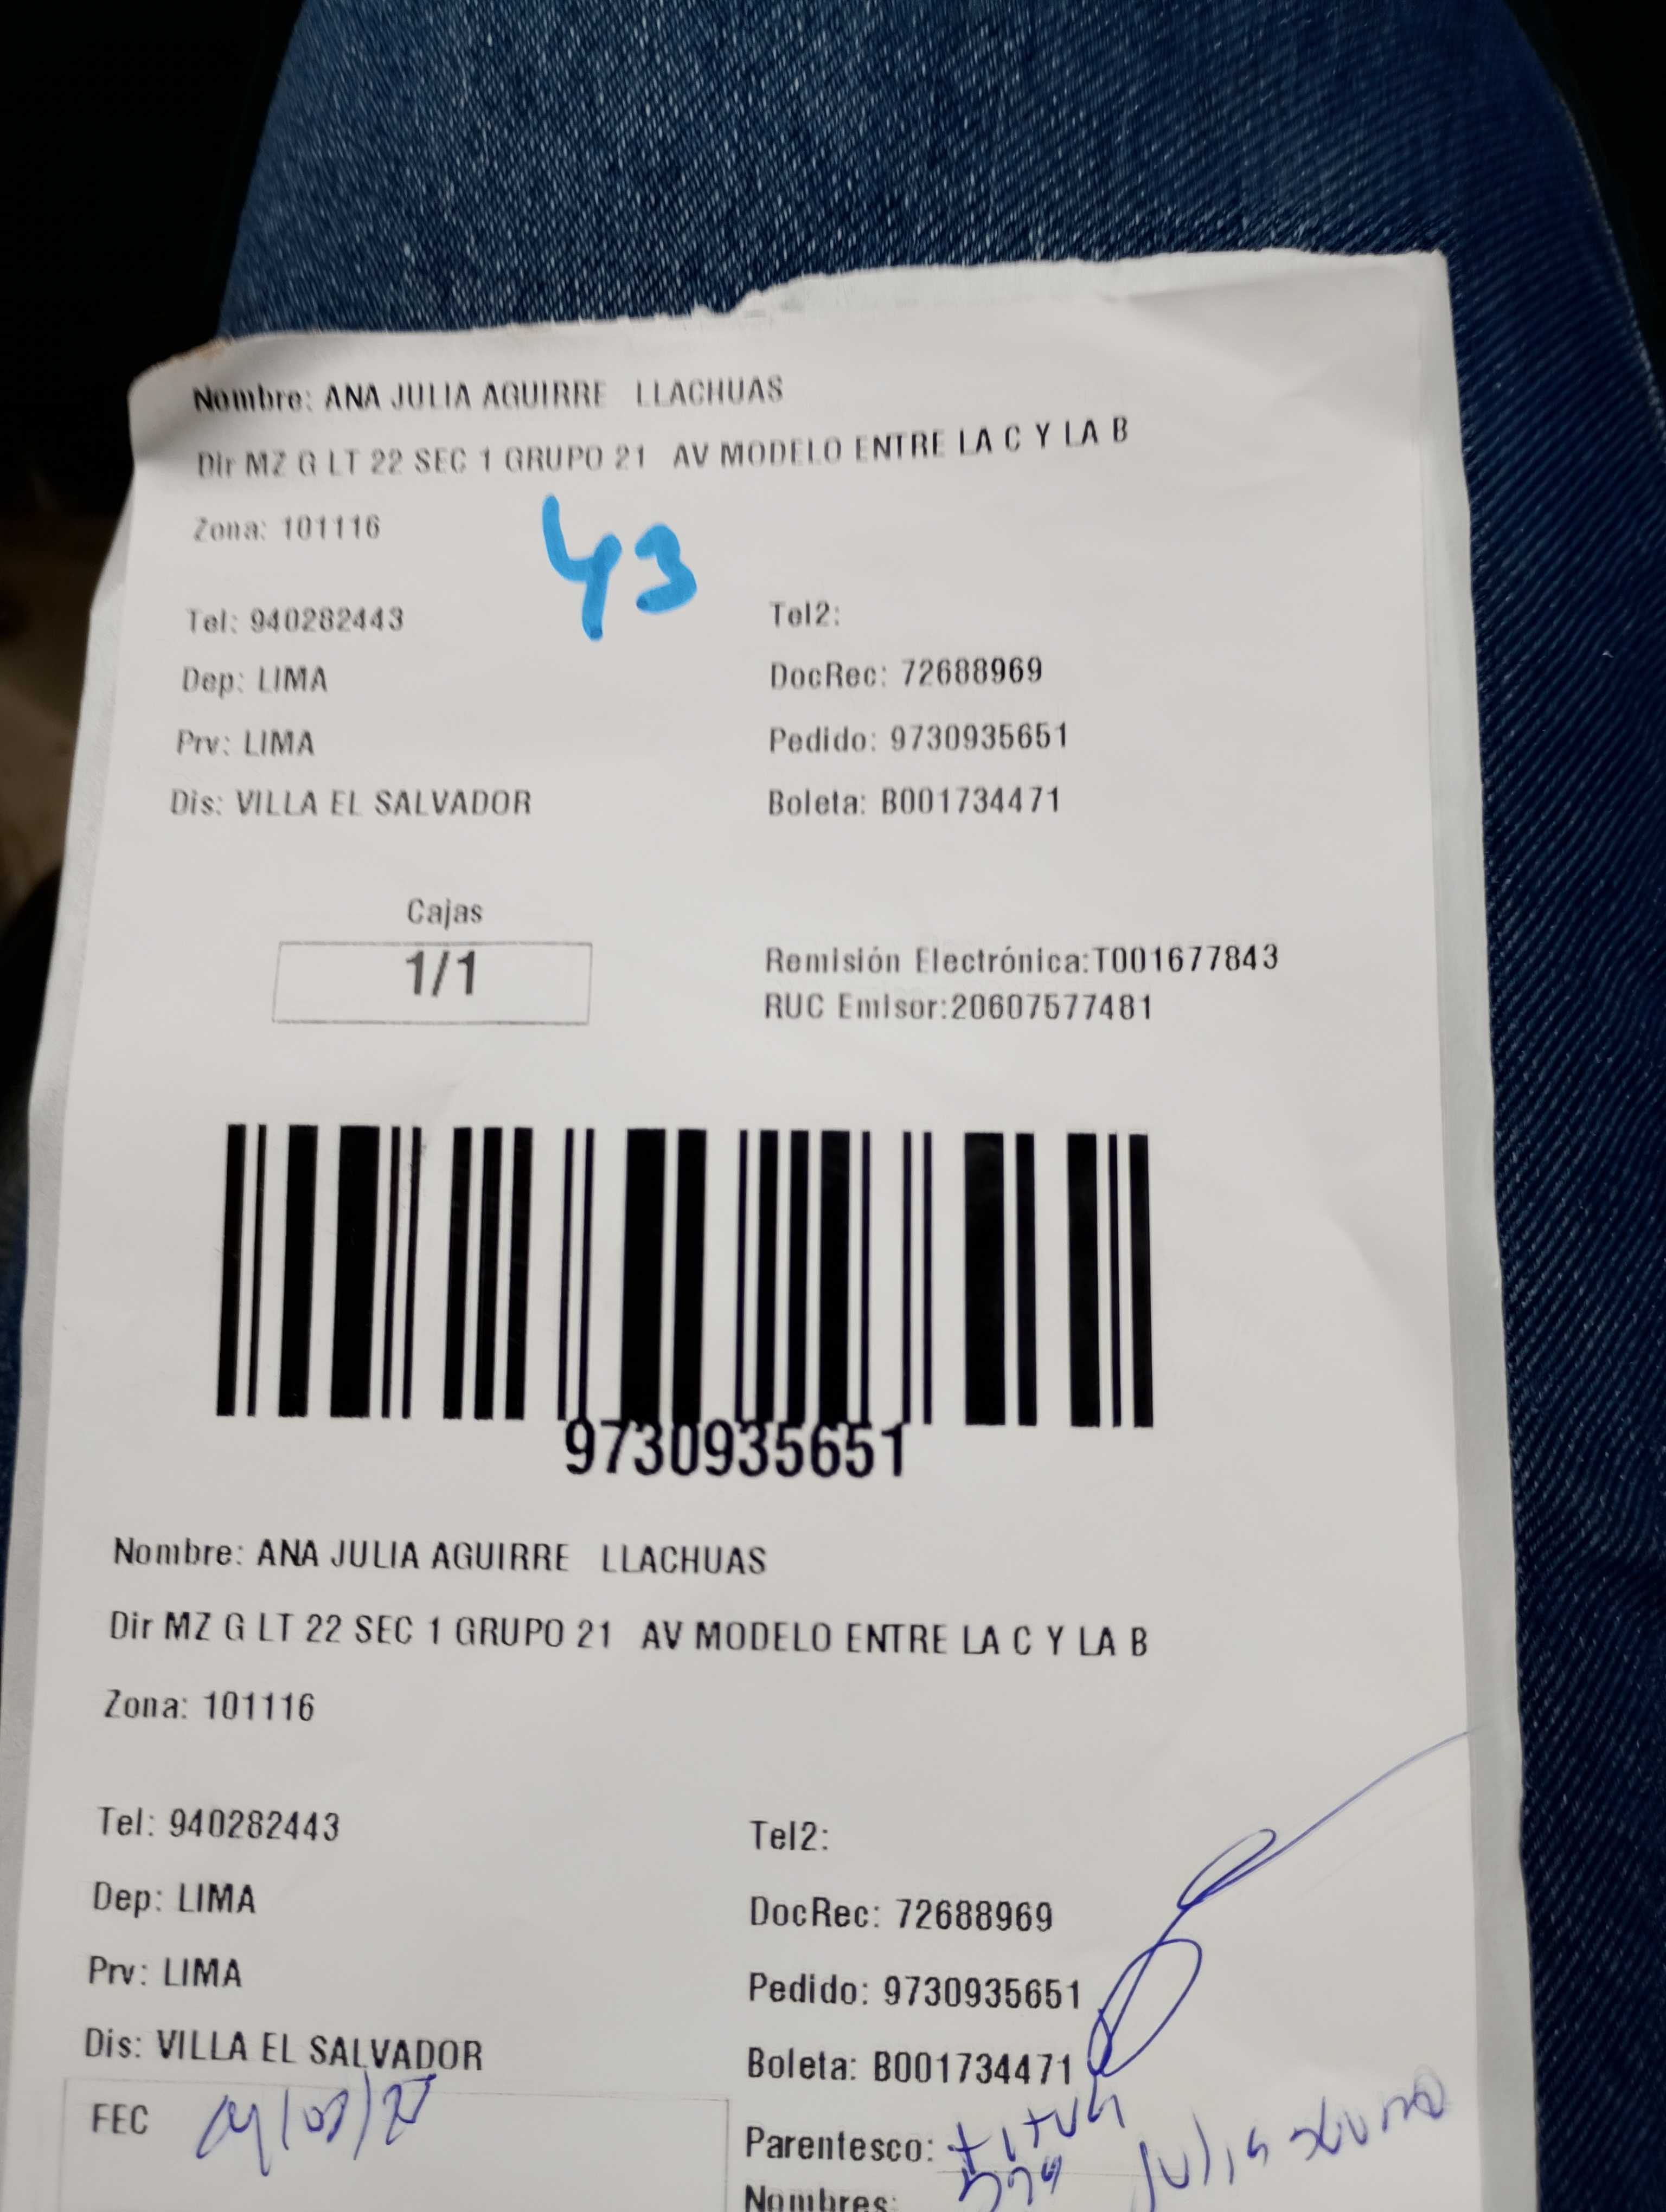 Nombre: ANA JULIA AGUIRRE LLACHUAS
Dir MZ G LT 22 SEC 1 GRUPO 21 AV MODELO ENTRE LA C Y LA B
Zona: 101116
43
Tel: 940282443 Tel2:
Dep: LIMA DocRec: 72688969
Prv: LIMA Pedido: 9730935651
Dis: VILLA EL SALVADOR Boleta: B001734471
Cajas
1/1
Remisión Electrónica:T001677843
RUC Emisor:20607577481
9730935651
Nombre: ANA JULIA AGUIRRE LLACHUAS
Dir MZ G LT 22 SEC 1 GRUPO 21 AV MODELO ENTRE LA C Y LA B
Zona: 101116
Tel: 940282443 Tel2:
Dep: LIMA DocRec: 72688969
Prv: LIMA Pedido: 9730935651
Dis: VILLA EL SALVADOR Boleta: B001734471
FEC
Parentesco:
Nombres: Julia